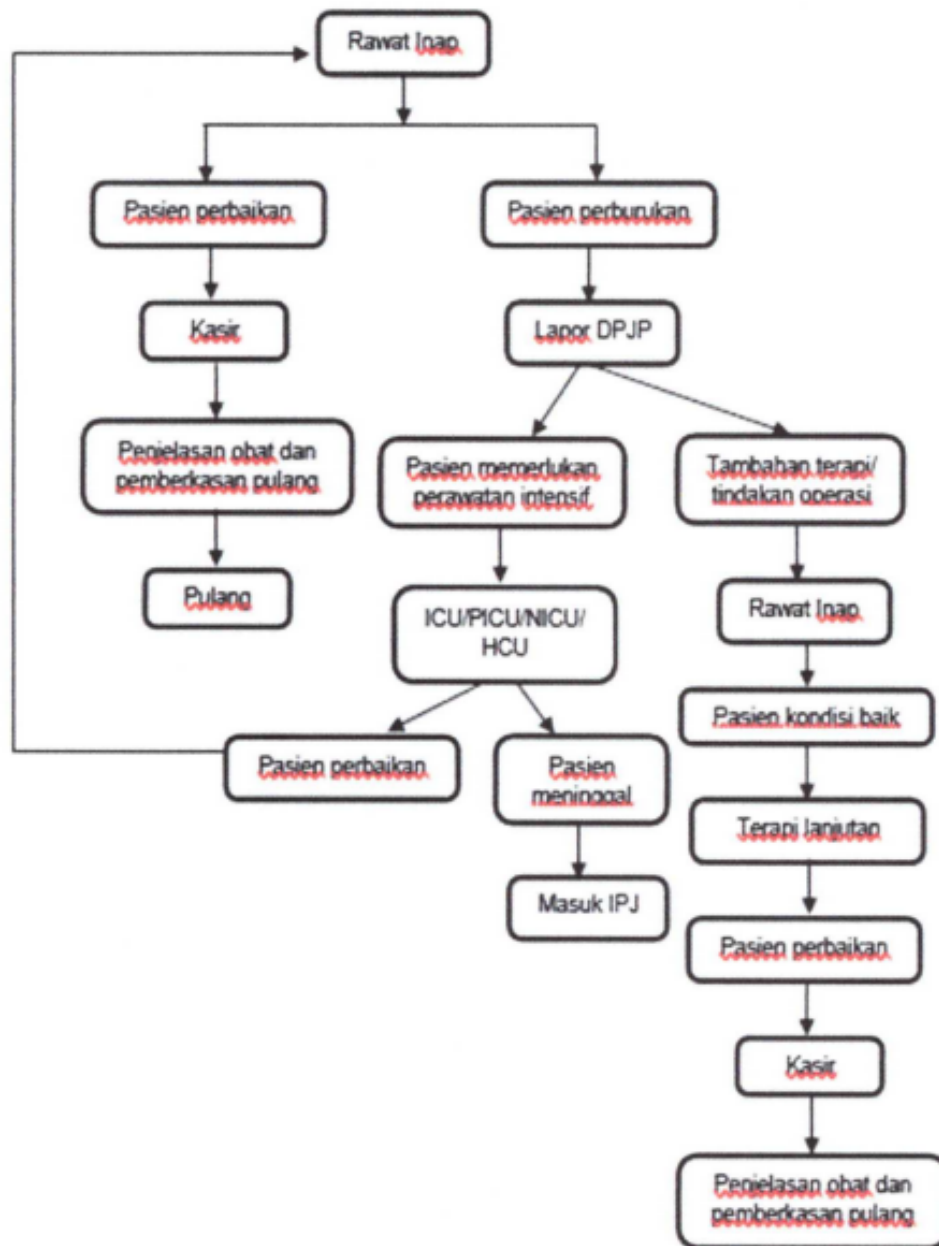 Rawat Inap
Pasien perbaikan
Pasien perburukan
Kasir
Lapor DPJP
Penjelasan obat dan
pemberkasan pulang
Pasien memerlukan
perawatan intensif
Tambahan terapi/
tindakan operasi
Pulang
ICU/PICU/NICU/
HCU
Rawat Inap
Pasien kondisi baik
Pasien perbaikan
Pasien
meninggal
Terapi lanjutan
Masuk IPJ
Pasien perbaikan
Kasir
Penjelasan obat dan
pemberkasan pulang